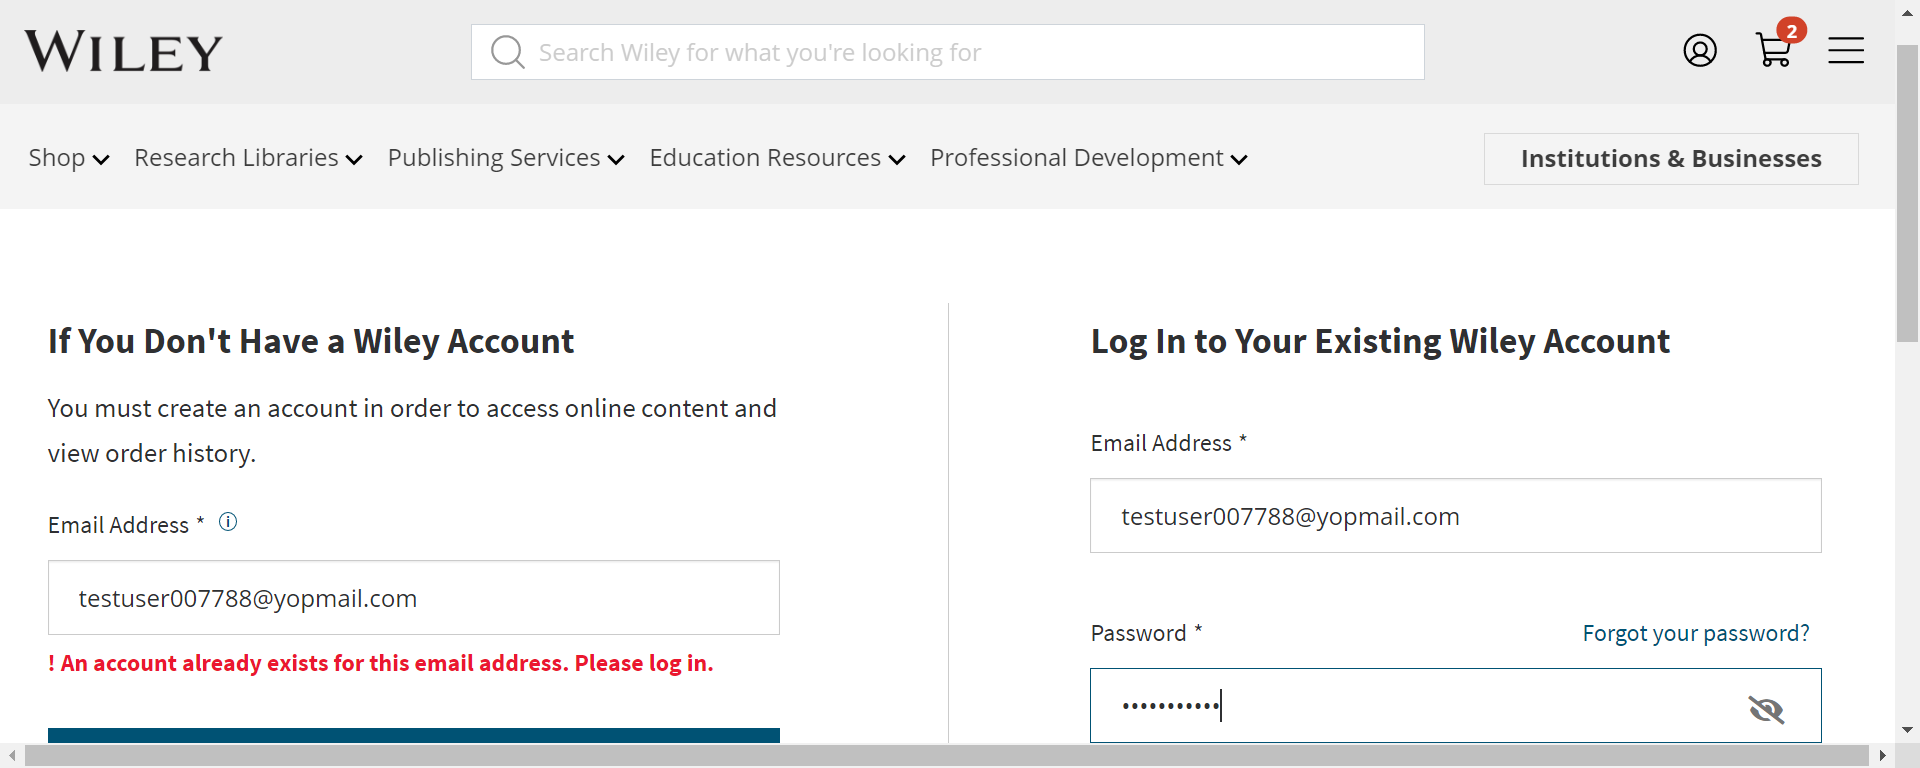 WILEY
Search Wiley for what you're looking for
2
Shop
Research Libraries
Publishing Services
Education Resources
Professional Development
Institutions & Businesses
If You Don't Have a Wiley Account
You must create an account in order to access online content and
view order history.
Email Address *
testuser007788@yopmail.com
! An account already exists for this email address. Please log in.
Log In to Your Existing Wiley Account
Email Address *
testuser007788@yopmail.com
Password *
Forgot your password?
•••••••••••